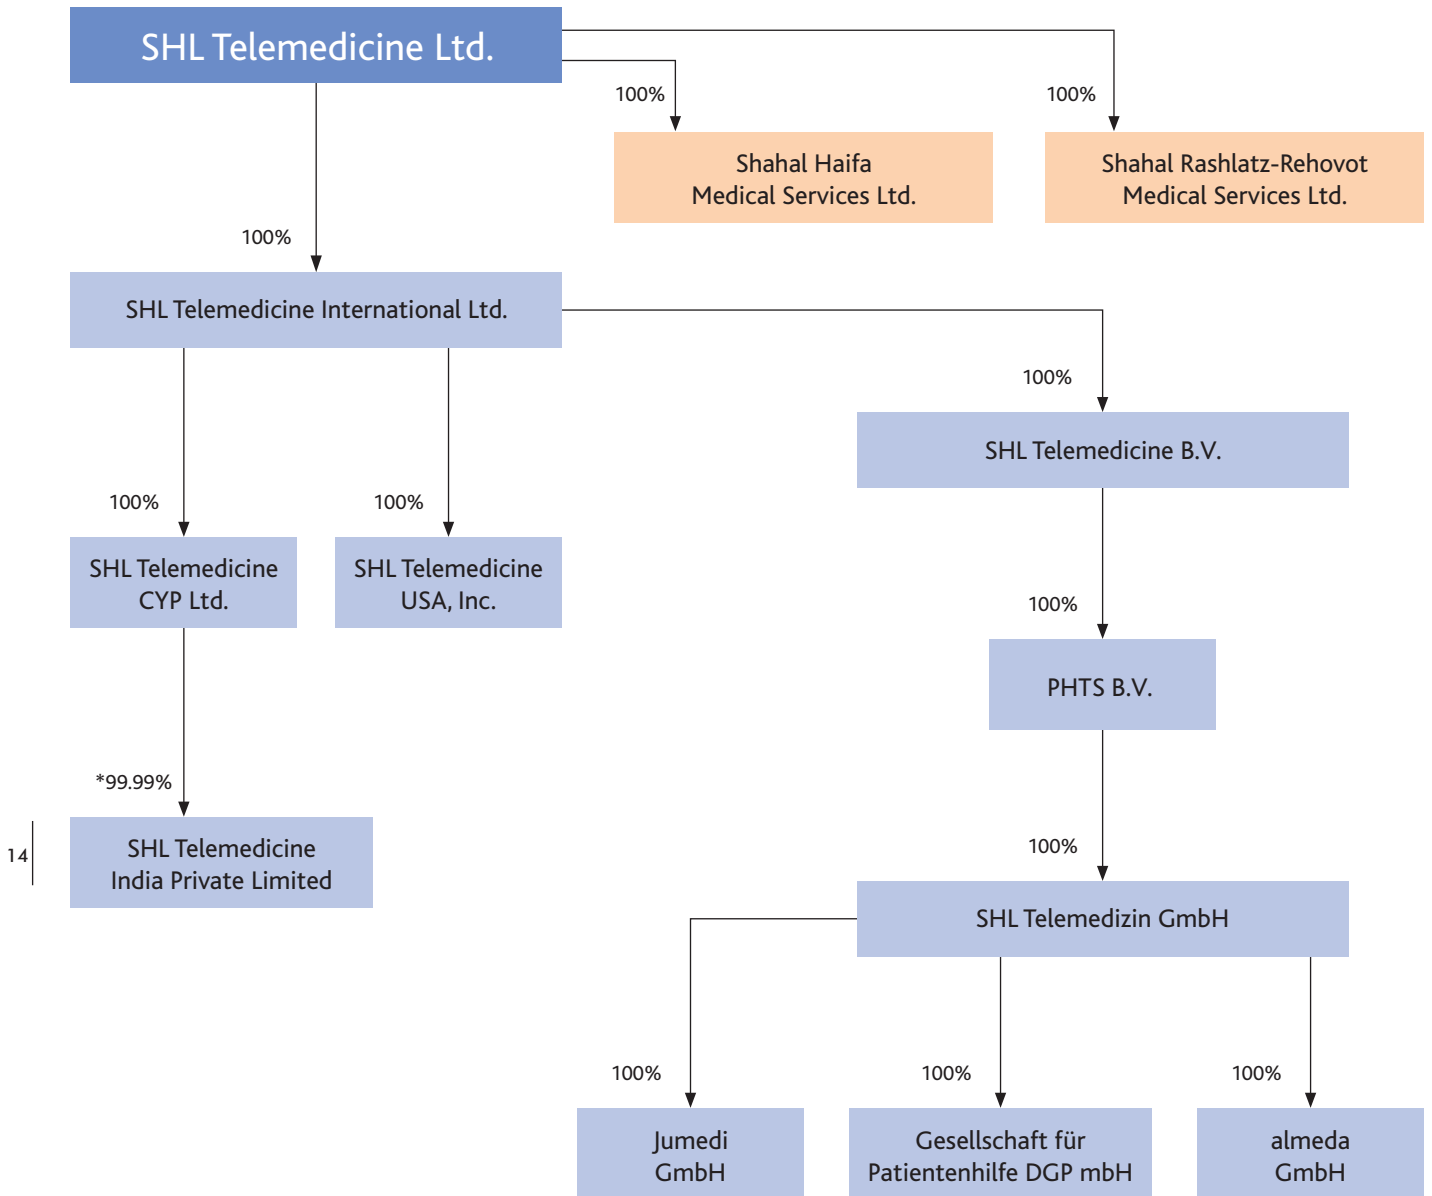 SHL Telemedicine Ltd.
100%
100%
Shahal Haifa
Medical Services Ltd.
Shahal Rashlatz-Rehovot
Medical Services Ltd.
100%
SHL Telemedicine International Ltd.
100%
SHL Telemedicine B.V.
100%
100%
SHL Telemedicine
CYP Ltd.
SHL Telemedicine
USA, Inc.
100%
PHTS B.V.
*99.99%
SHL Telemedicine
India Private Limited
14
100%
SHL Telemedizin GmbH
100%
100%
100%
Jumedi
GmbH
Gesellschaft für
Patientenhilfe DGP mbH
almeda
GmbH